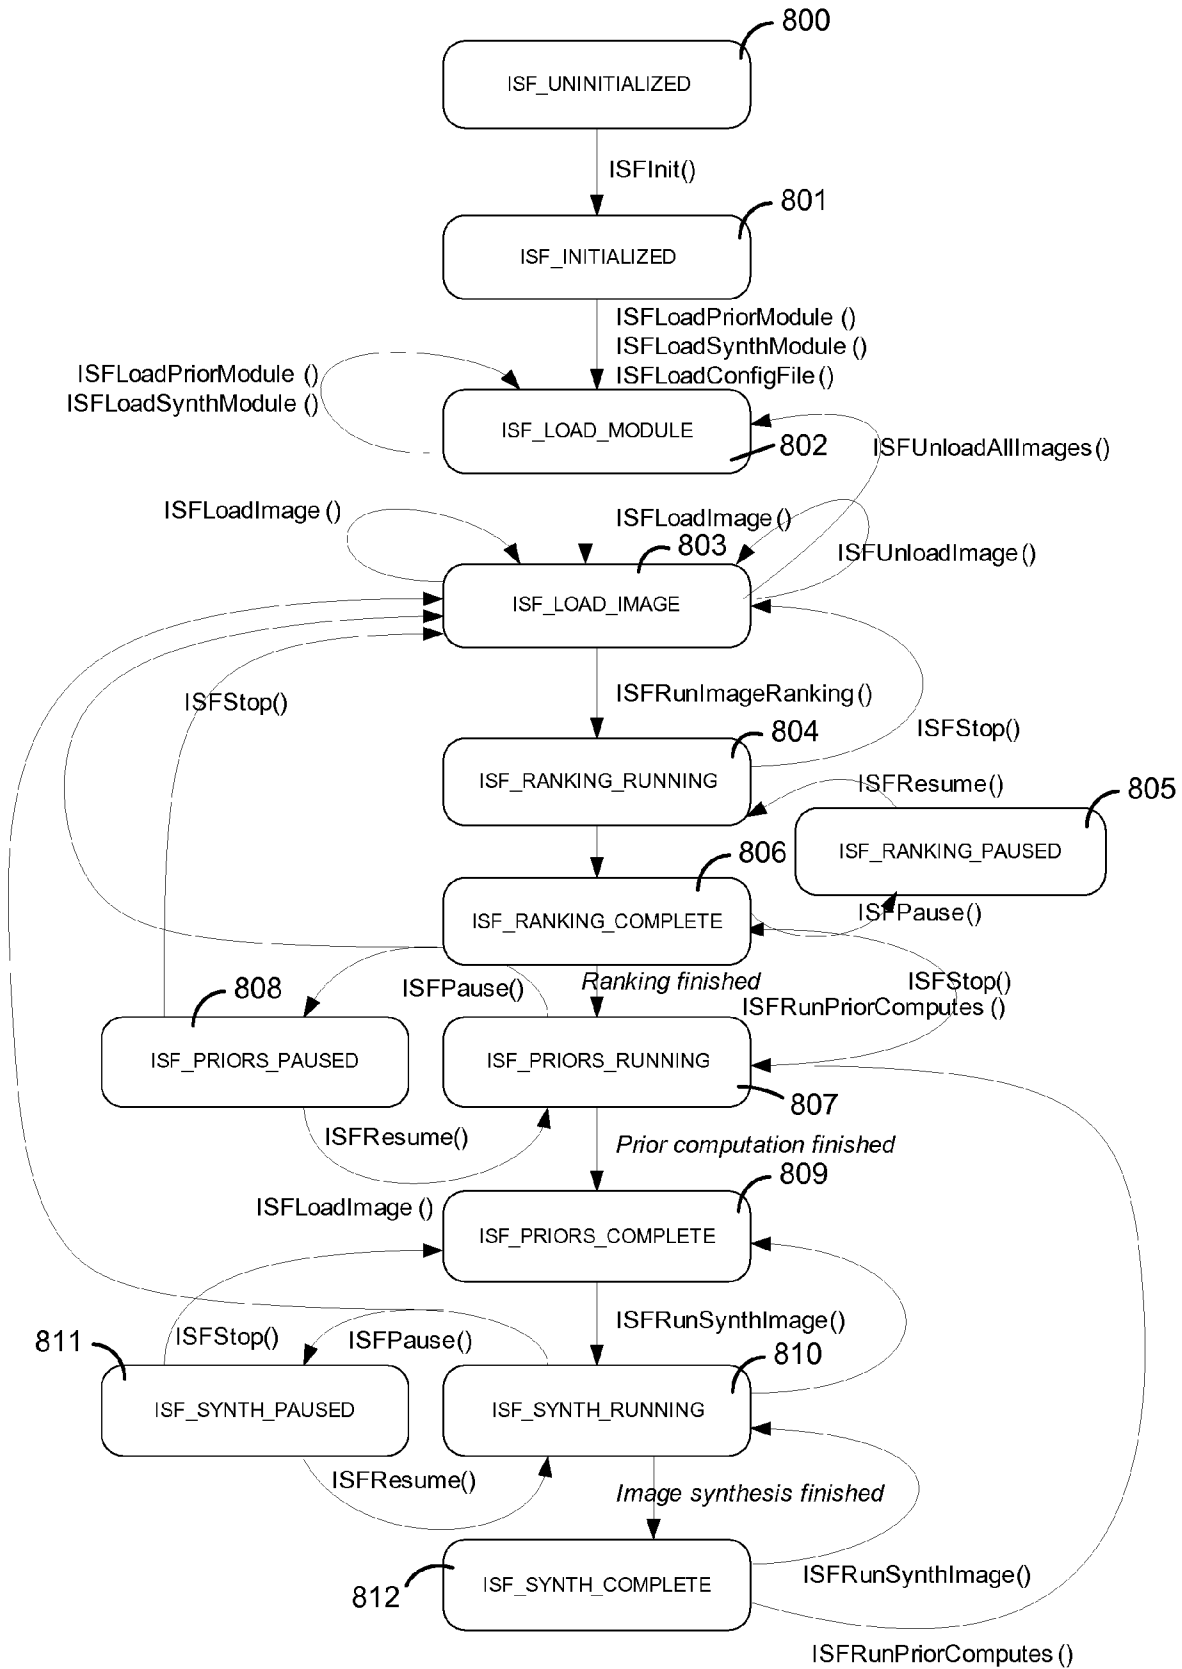 800
ISF_UNINITIALIZED
ISFInit()
801
ISF_INITIALIZED
ISFLoadPriorModule ()
ISFLoadSynthModule ()
ISFLoadConfigFile ()
ISFLoadPriorModule ()
ISFLoadSynthModule ()
ISF_LOAD_MODULE
802
ISFUnloadAllImages()
ISFLoadImage ()
ISFLoadImage ()
803
ISFUnloadImage ()
ISF_LOAD_IMAGE
ISFStop()
ISFRunImageRanking ()
804
ISFStop()
ISF_RANKING_RUNNING
ISFResume()
805
ISF_RANKING_PAUSED
806
ISF_RANKING_COMPLETE
ISFPause()
808
ISFPause()
Ranking finished
ISFStop()
ISFRunPriorComputes ()
ISF_PRIORS_PAUSED
ISF_PRIORS_RUNNING
807
ISFResume()
Prior computation finished
809
ISFLoadImage ()
ISF_PRIORS_COMPLETE
811
ISFStop()
ISFPause()
ISFRunSynthImage()
810
ISF_SYNTH_PAUSED
ISF_SYNTH_RUNNING
ISFResume()
Image synthesis finished
812
ISF_SYNTH_COMPLETE
ISFRunSynthImage()
ISFRunPriorComputes ()